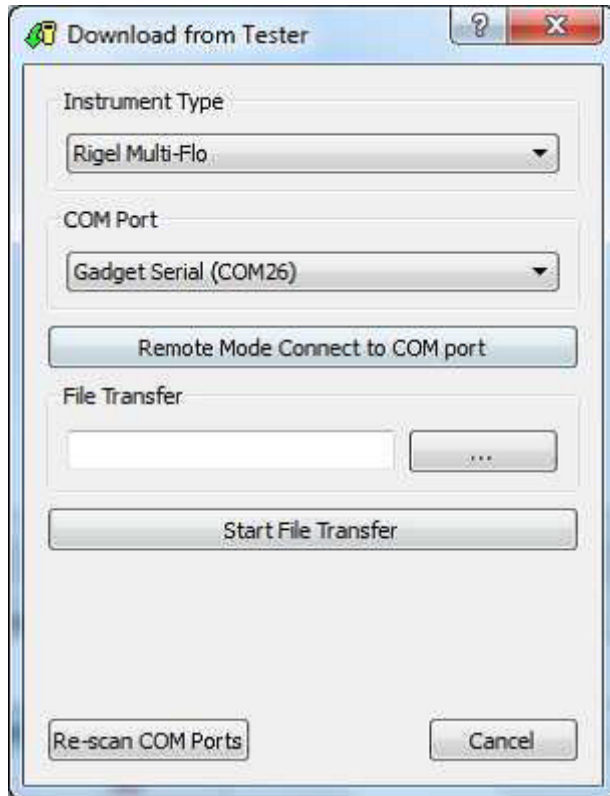 Download from Tester
Instrument Type
Rigel Multi-Flo
COM Port
Gadget Serial (COM26)
Remote Mode Connect to COM port
File Transfer
...
Start File Transfer
Re-scan COM Ports
Cancel